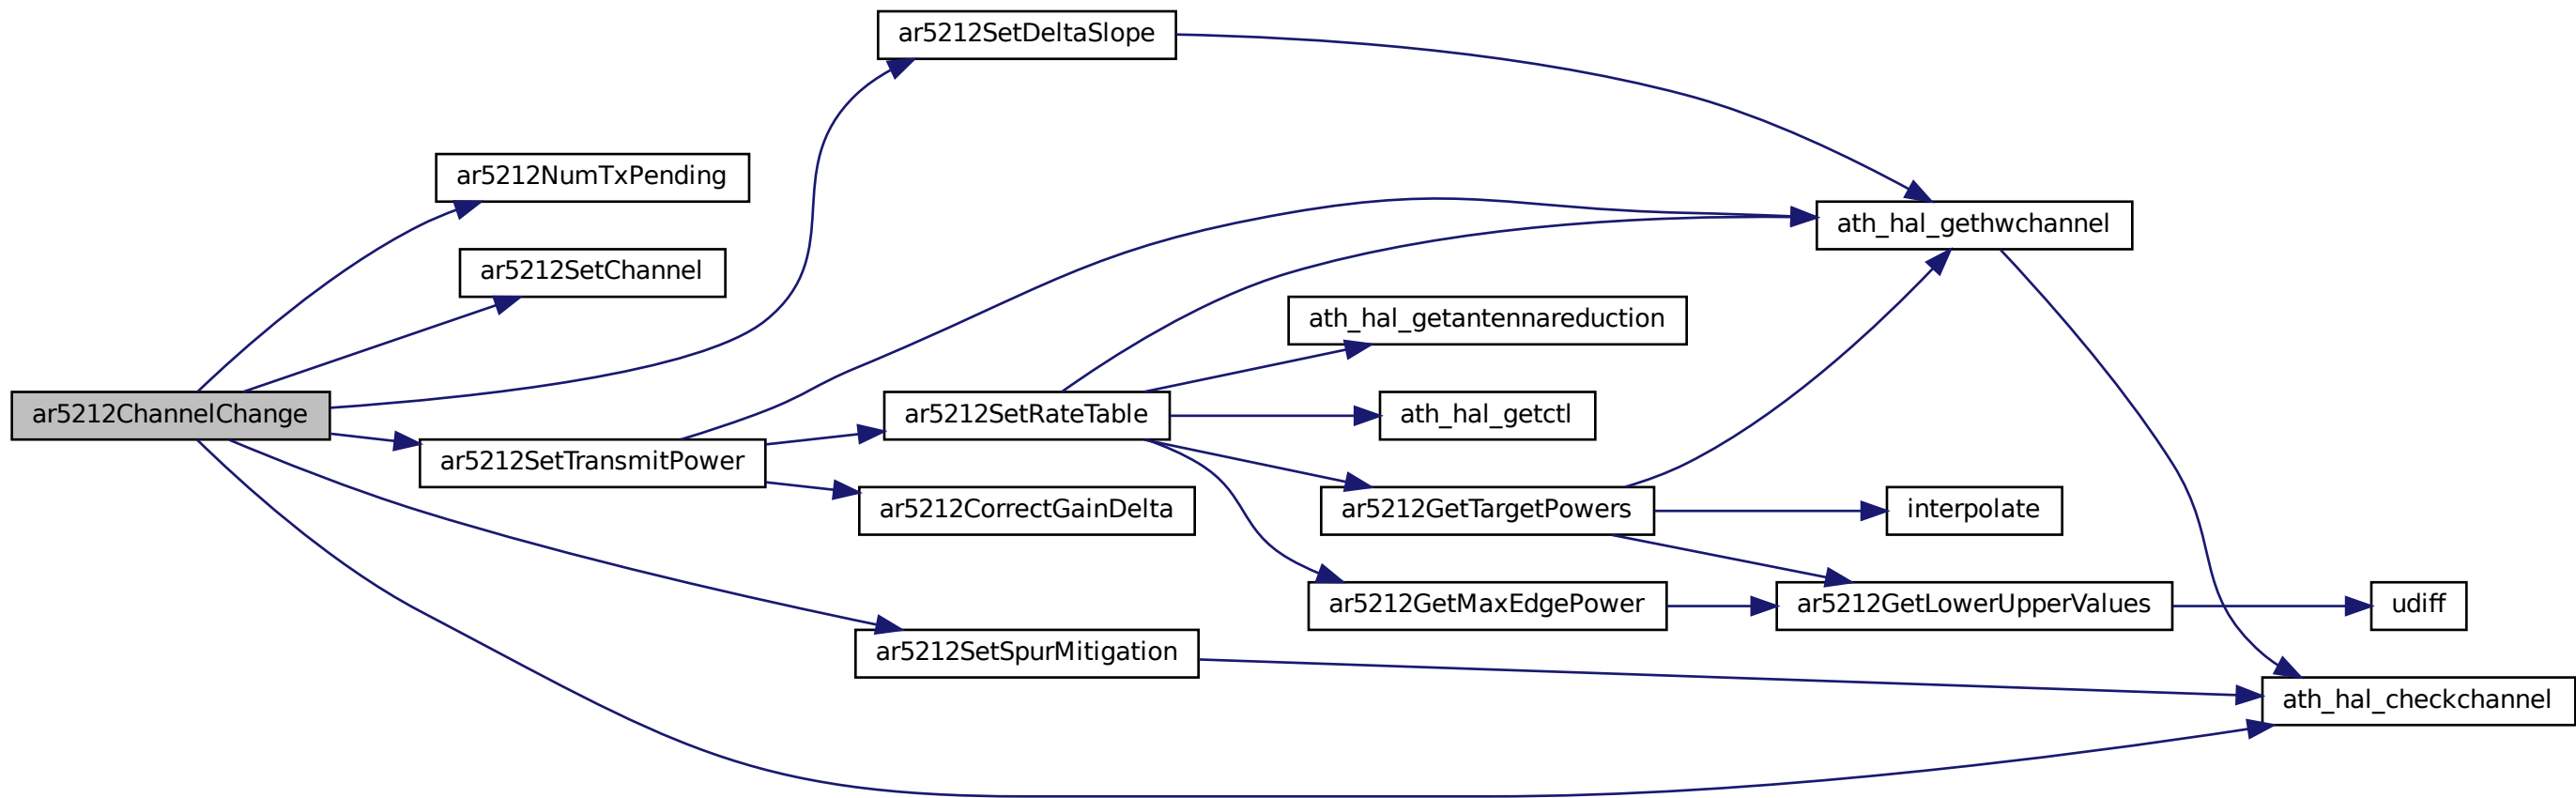 ar5212SetDeltaSlope
ar5212NumTxPending
ath_hal_gethwchannel
ar5212SetChannel
ath_hal_getantennareduction
ar5212ChannelChange
ar5212SetRateTable
ath_hal_getctl
ar5212SetTransmitPower
ar5212CorrectGainDelta
ar5212GetTargetPowers
interpolate
ar5212GetMaxEdgePower
ar5212GetLowerUpperValues
udiff
ar5212SetSpurMitigation
ath_hal_checkchannel